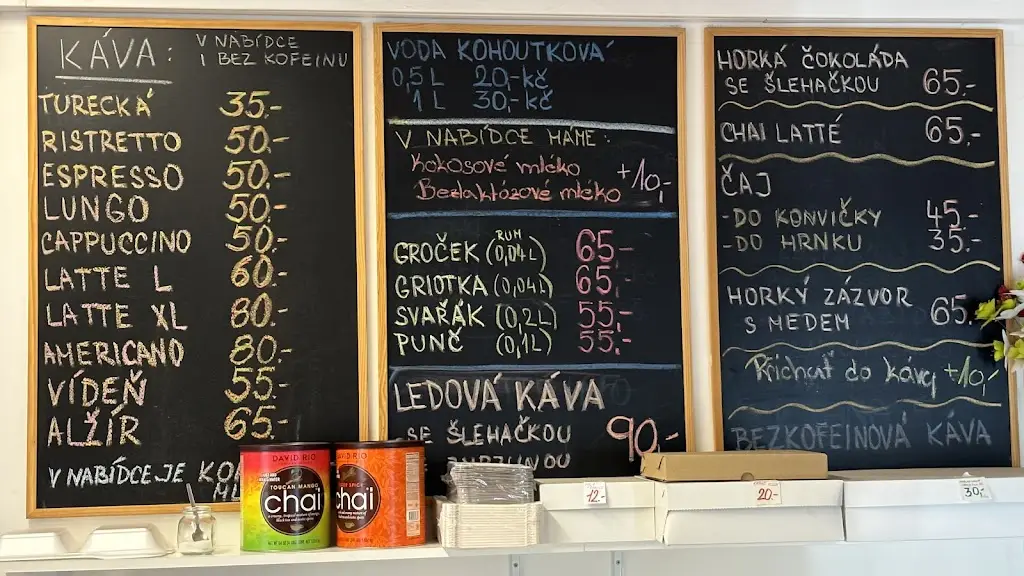 KÁVA: V NABÍDCE
I BEZ KOFEINU
TURECKÁ 35.-
RISTRETTO 50.-
ESPRESSO 50.-
LUNGO 50.-
CAPPUCCINO 50.-
LATTE L 60.-
LATTE XL 80.-
AMERICANO 80.-
VÍDEŇ 55.-
ALŽÍR 65.-
V NABÍDCE JE
VODA KOHOUTKOVÁ
0,5 L 20,-kč
1 L 30,-kč
V NABÍDCE MÁME:
Kokosové mléko
Bezlaktózové mléko +10,-
RUM
GROČEK (0,04L) 65.-
GRIOTKA (0,04L) 65,-
SVAŘÁK (0,2L) 55.-
PUNČ (0,1L) 55.-
LEDOVÁ KÁVA
SE ŠLEHAČKOU 90.-
HORKÁ ČOKOLÁDA
SE ŠLEHAČKOU 65.-
CHAI LATTÉ 65.-
ČAJ
-DO KONVIČKY 45.-
-DO HRNKU 35.-
HORKÝ ZÁZVOR
S MEDEM 65.
Příchuť do kávy +10,-
BEZKOFEINOVÁ KÁVA
DAVID RIO
TOUCAN MANGO
chai
DAVID RIO
chai
12.-
20.-
30,-